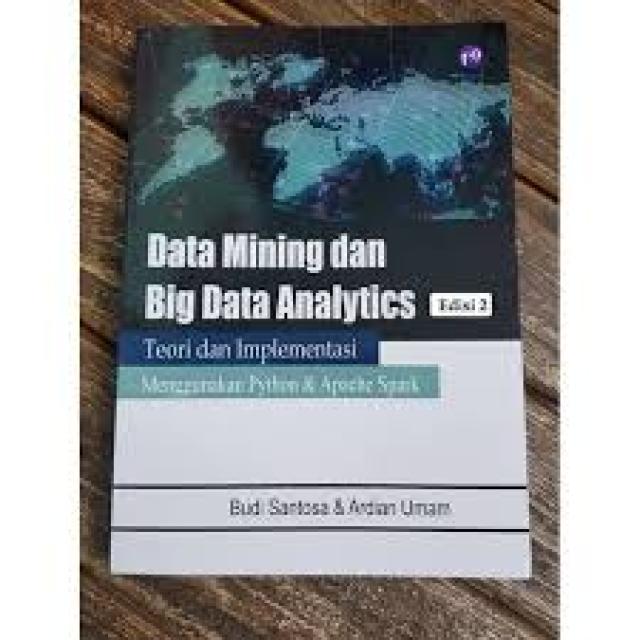 Data Mining dan
Big Data Analytics
Edisi 2
Teori dan Implementasi
Menggunakan Python & Apache Spark
Budi Santosa & Ardian Umam